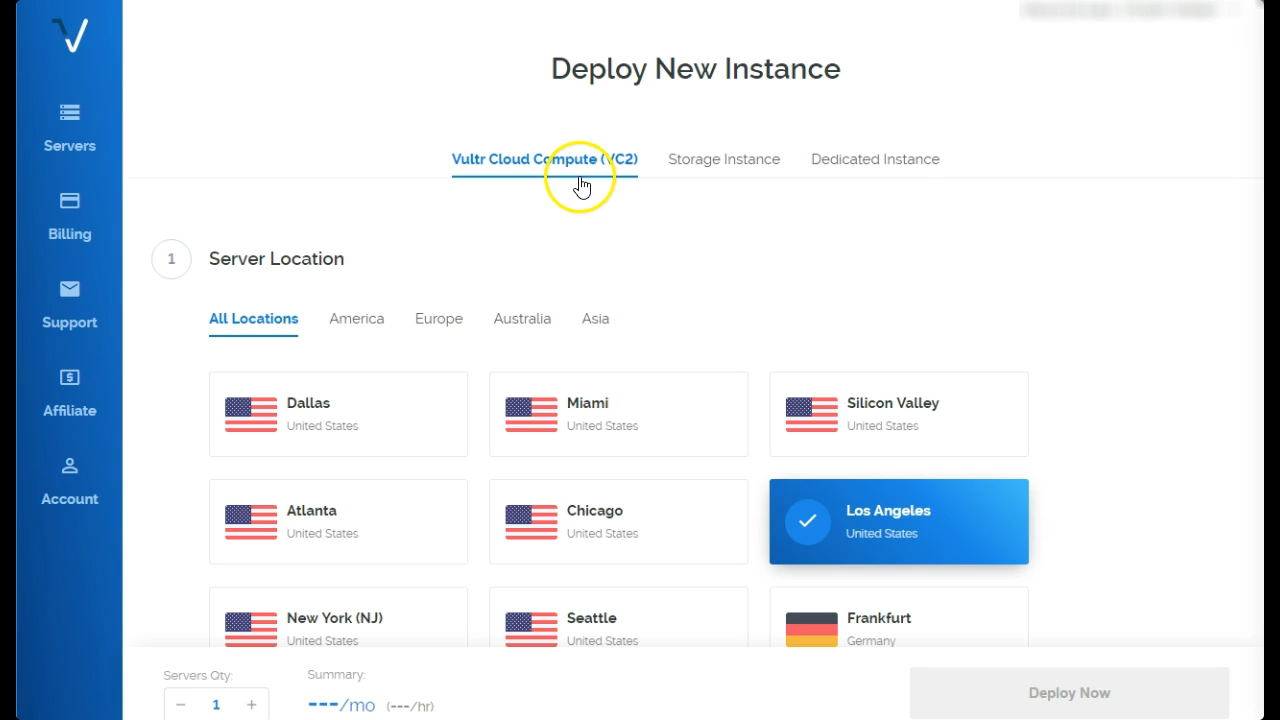 Deploy New Instance
Vultr Cloud Compute (VC2) Storage Instance Dedicated Instance
Servers
Billing
Support
Affiliate
Account
1 Server Location
All Locations America Europe Australia Asia
Dallas
United States
Miami
United States
Silicon Valley
United States
Atlanta
United States
Chicago
United States
Los Angeles
United States
New York (NJ)
United States
Seattle
United States
Frankfurt
Germany
Servers Qty:
− 1 +
Summary:
---/mo (---/hr)
Deploy Now